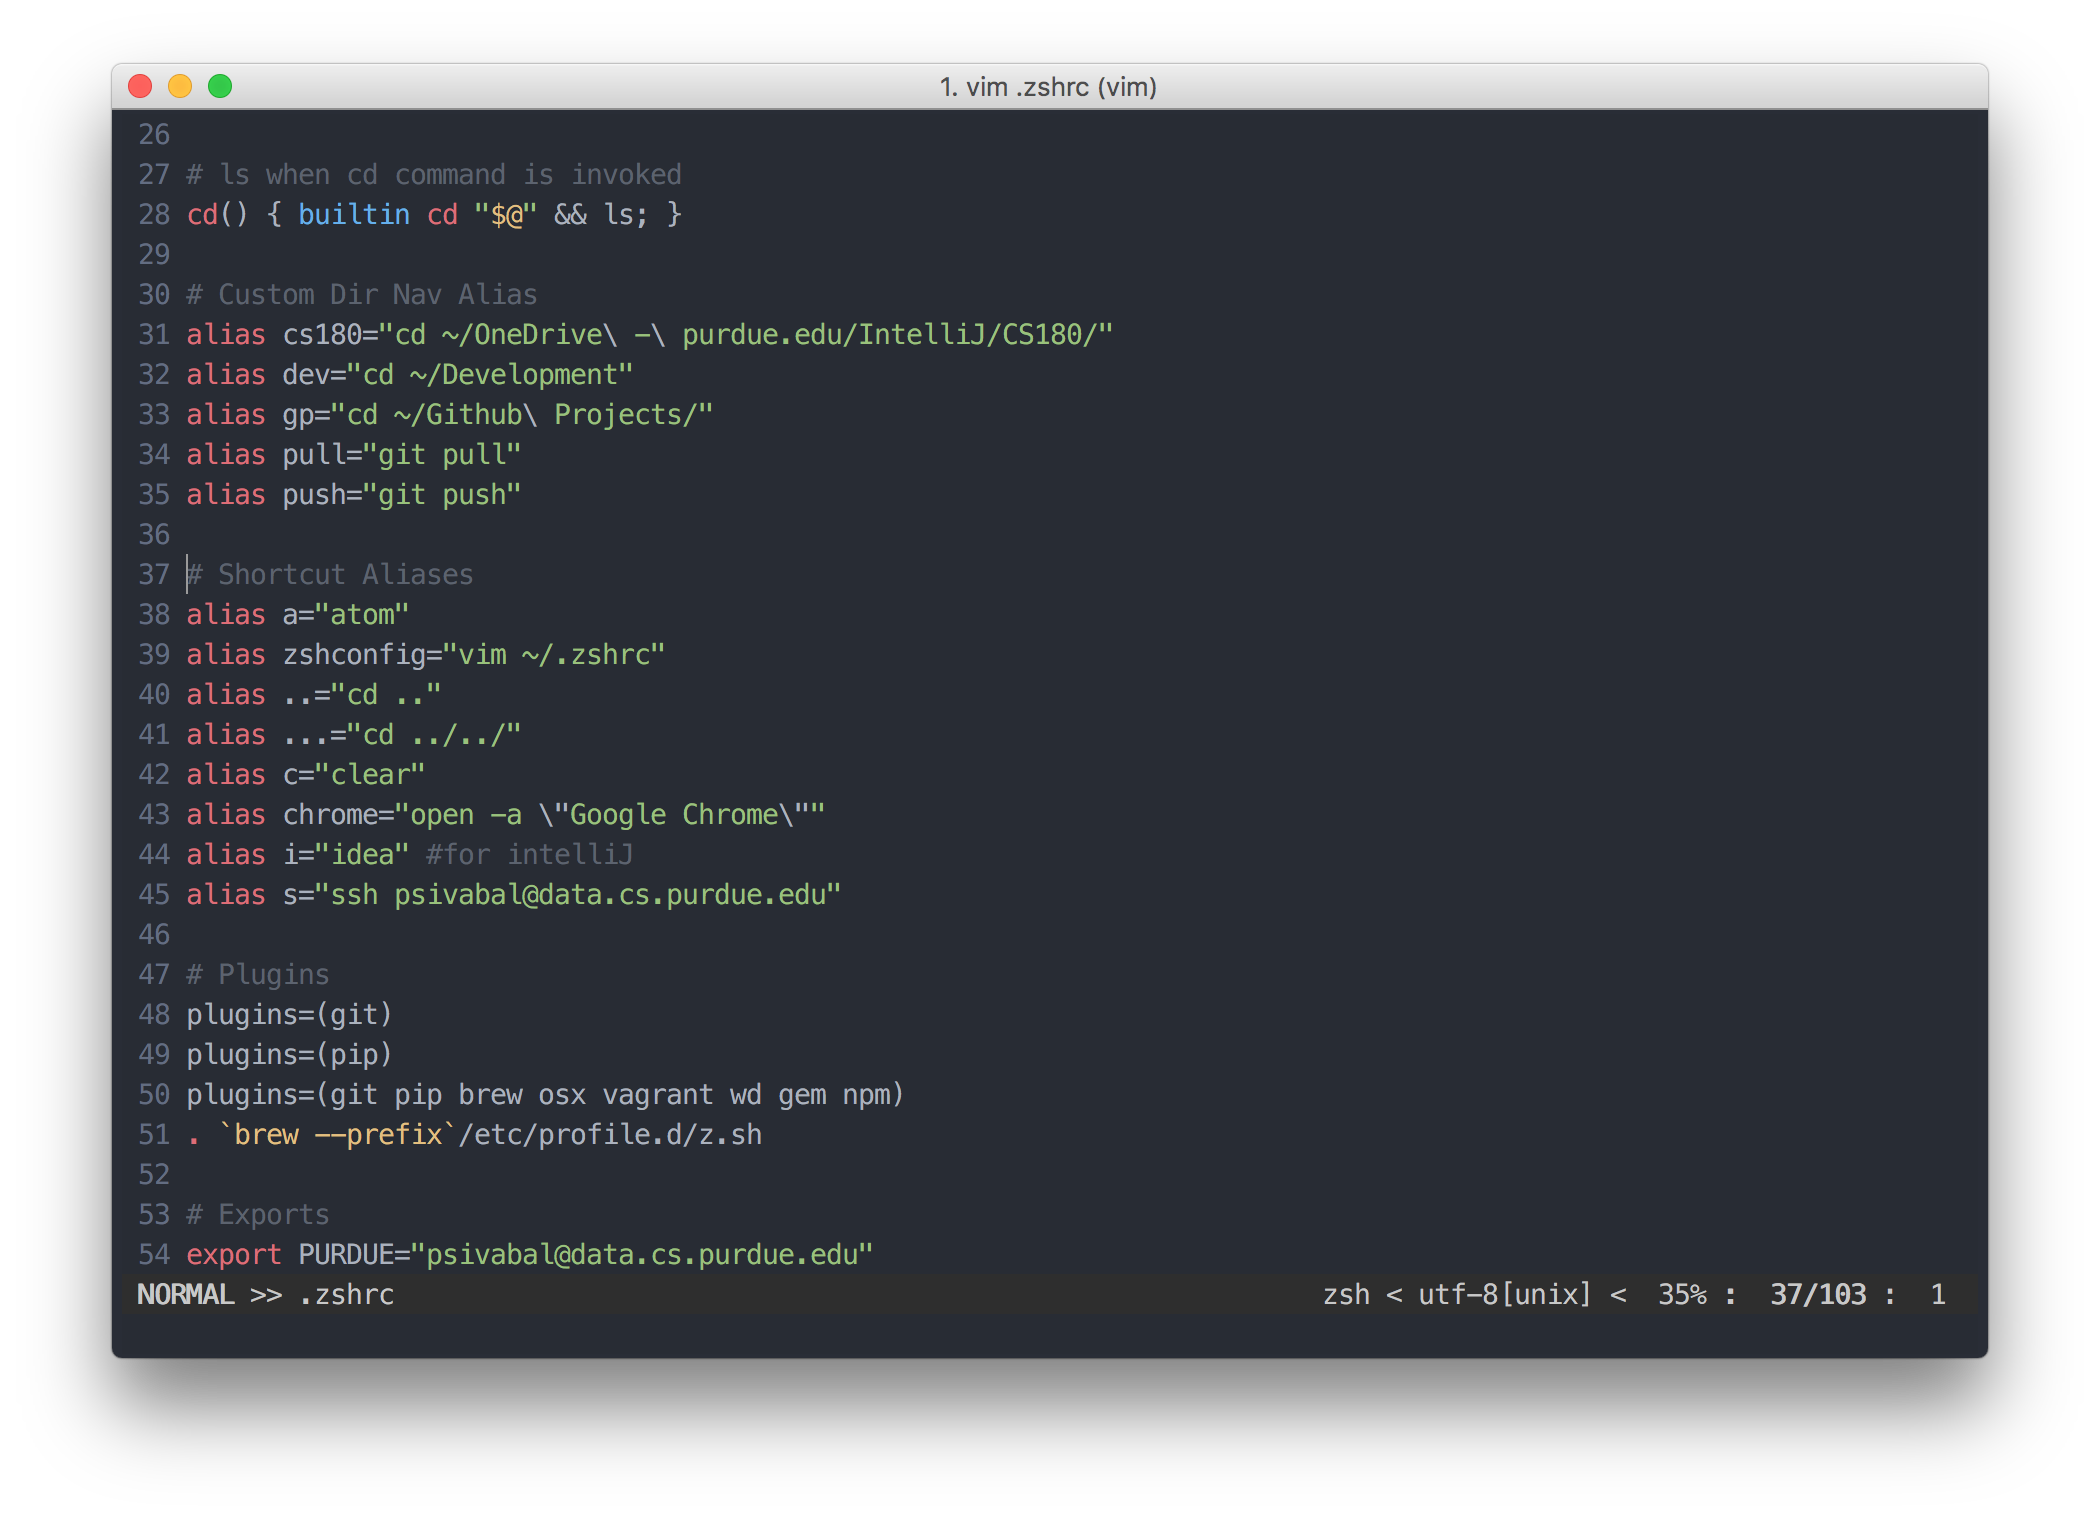 1. vim .zshrc (vim)
26
27 # ls when cd command is invoked
28 cd() { builtin cd "$@" && ls; }
29
30 # Custom Dir Nav Alias
31 alias cs180="cd ~/OneDrive\ -\ purdue.edu/IntelliJ/CS180/"
32 alias dev="cd ~/Development"
33 alias gp="cd ~/Github\ Projects/"
34 alias pull="git pull"
35 alias push="git push"
36
37 # Shortcut Aliases
38 alias a="atom"
39 alias zshconfig="vim ~/.zshrc"
40 alias ..="cd .."
41 alias ...="cd ../../"
42 alias c="clear"
43 alias chrome="open -a \"Google Chrome\""
44 alias i="idea" #for intelliJ
45 alias s="ssh psivabal@data.cs.purdue.edu"
46
47 # Plugins
48 plugins=(git)
49 plugins=(pip)
50 plugins=(git pip brew osx vagrant wd gem npm)
51 . `brew --prefix`/etc/profile.d/z.sh
52
53 # Exports
54 export PURDUE="psivabal@data.cs.purdue.edu"
NORMAL >> .zshrc zsh < utf-8[unix] < 35% : 37/103 : 1